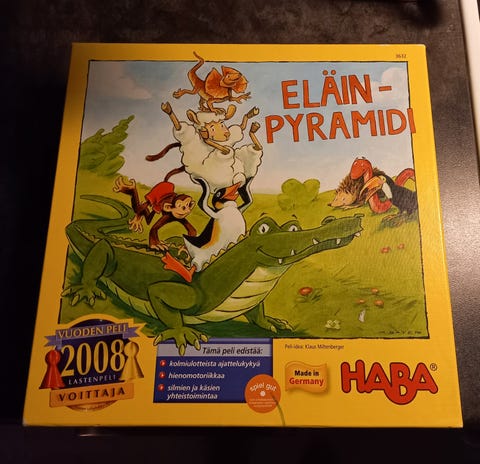 3632
ELÄIN-
PYRAMIDI
VUODEN PELI
2008
LASTENPELI
VOITTAJA
Tämä peli edistää:
kolmiulotteista ajattelukykyä
hienomotoriikkaa
silmien ja käsien
yhteistoimintaa
spiel gut
Peli-idea: Klaus Miltenberger
Made in
Germany
HABA®